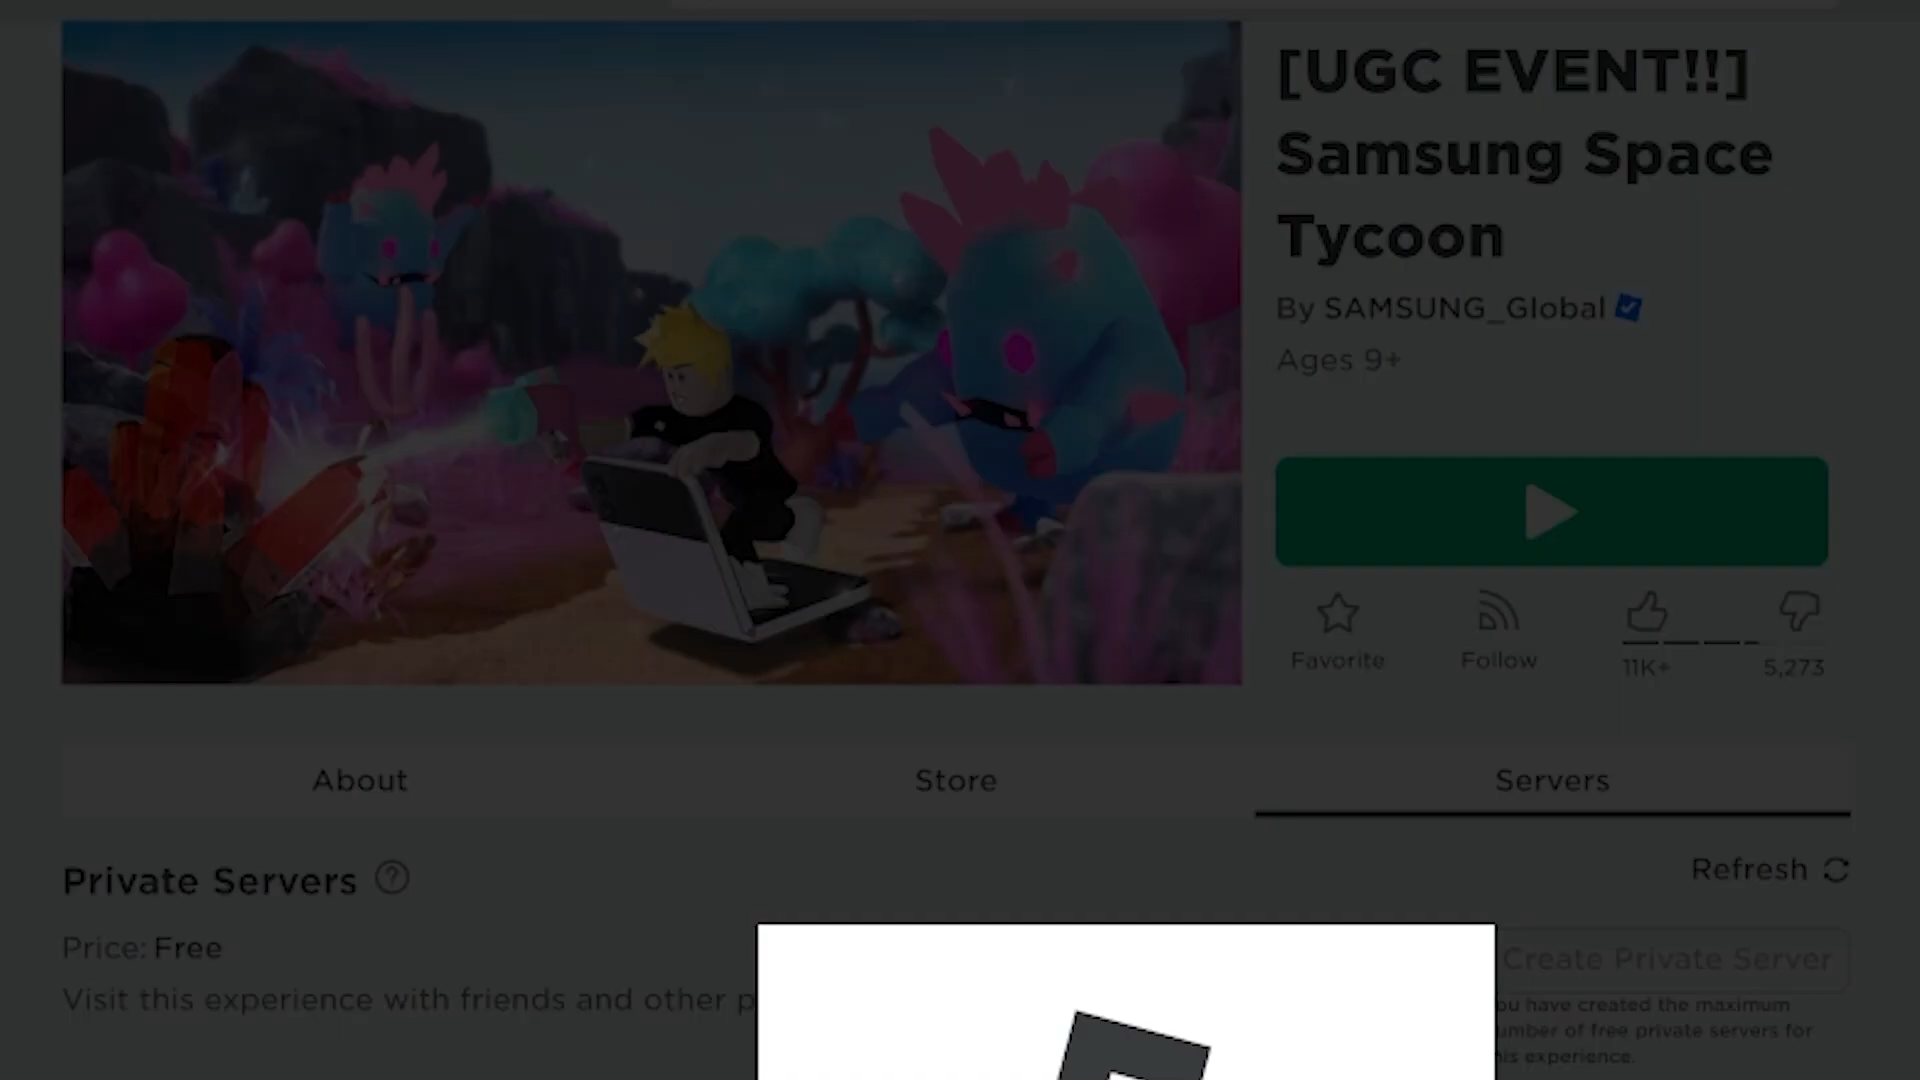 [UGC EVENT!!]
Samsung Space
Tycoon
By SAMSUNG_Global
Ages 9+
Favorite
Follow
11K+
5,273
About
Store
Servers
Private Servers
Refresh
Price: Free
Create Private Server
Visit this experience with friends and other p
ou have created the maximum
umber of free private servers for
his experience.